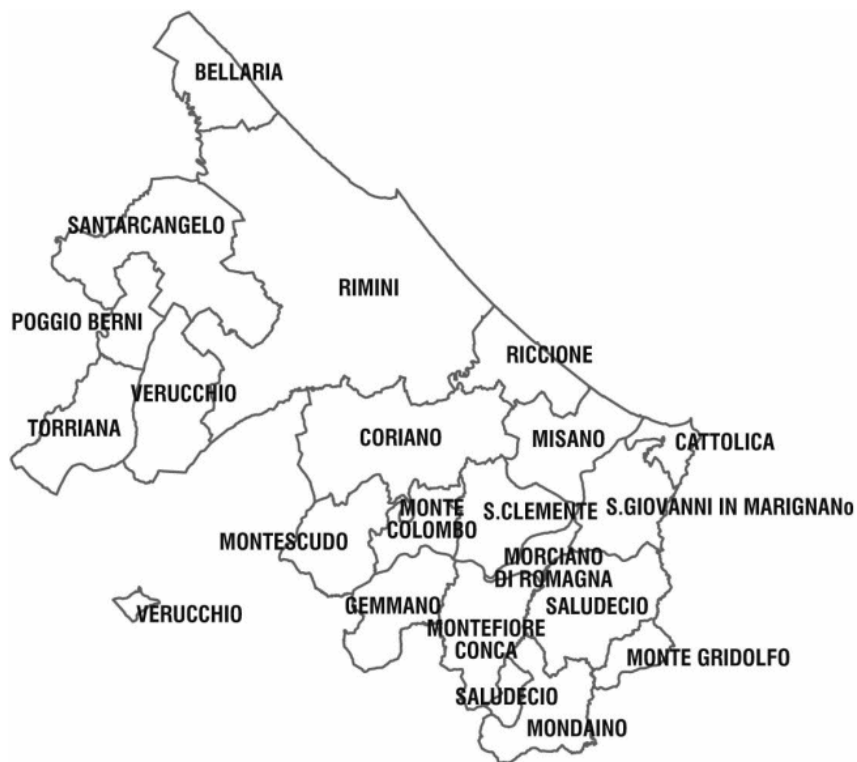 BELLARIA
SANTARCANGELO
RIMINI
POGGIO BERNI
RICCIONE
VERUCCHIO
TORRIANA
CORIANO
MISANO
CATTOLICA
MONTE
COLOMBO
S.CLEMENTE
S.GIOVANNI IN MARIGNANo
MONTESCUDO
MORCIANO
DI ROMAGNA
VERUCCHIO
GEMMANO
SALUDECIO
MONTEFIORE
CONCA
MONTE GRIDOLFO
SALUDECIO
MONDAINO